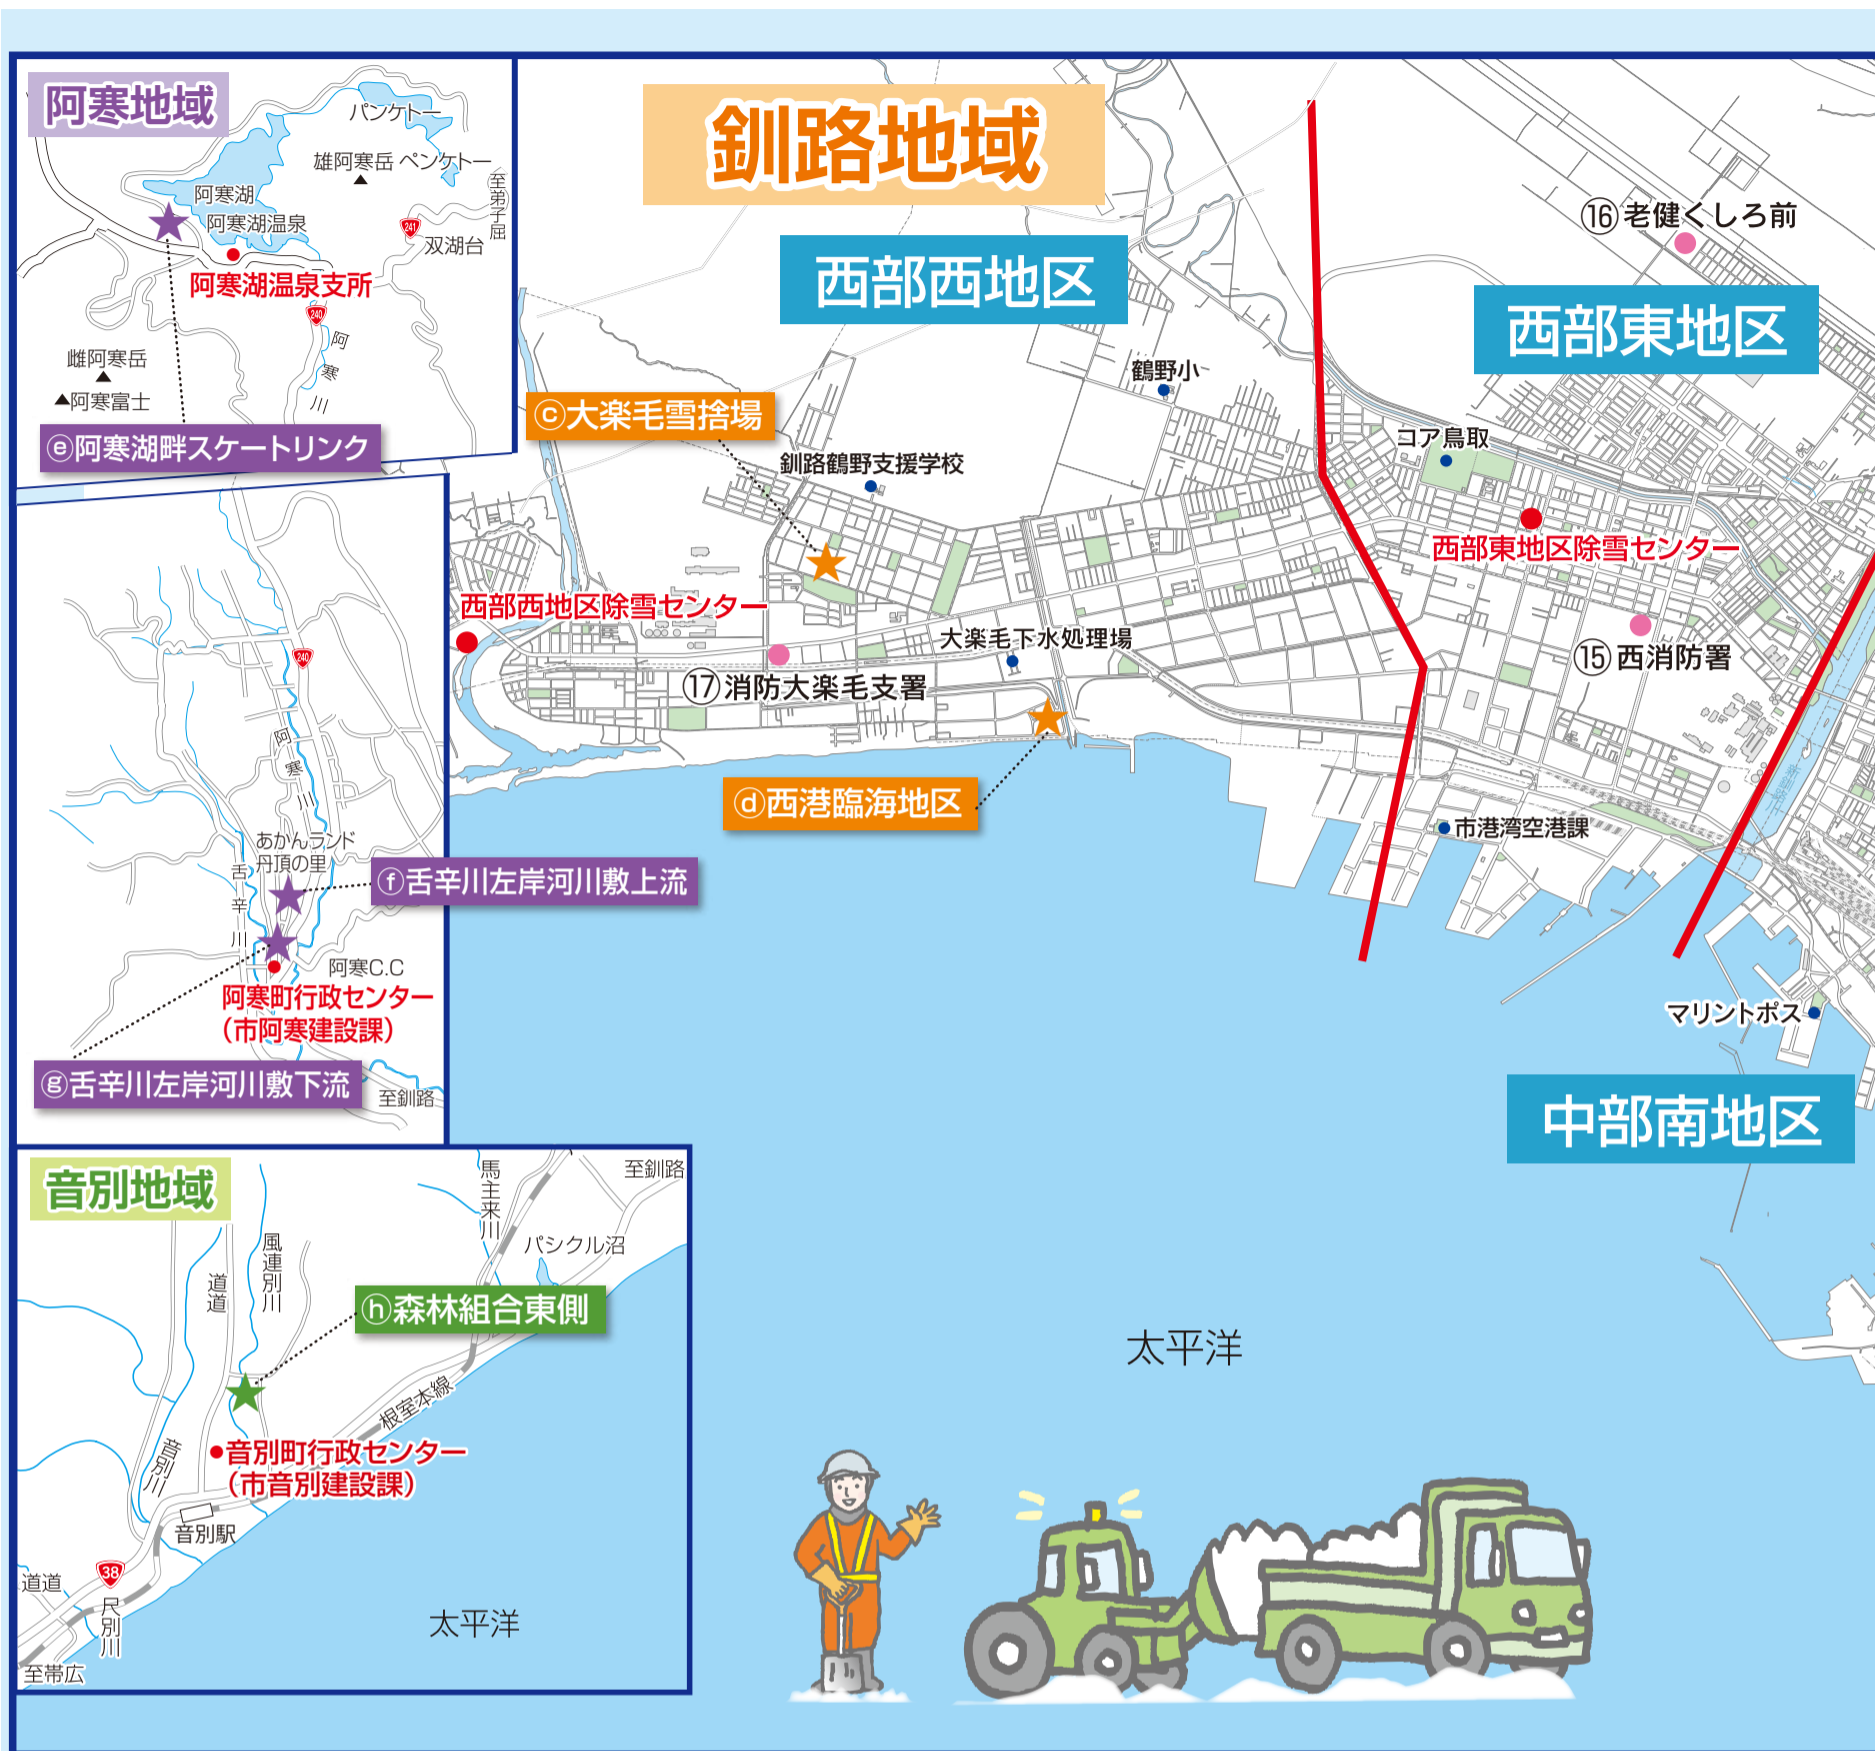 阿寒地域
パンケトー
雄阿寒岳
ペンケトー
至弟子屈
阿寒湖
阿寒湖温泉
241
双湖台
阿寒湖温泉支所
240
阿寒川
雌阿寒岳
阿寒富士
ⓔ阿寒湖畔スケートリンク
240
阿寒川
あかんランド
丹頂の里
舌辛川
ⓕ舌辛川左岸河川敷上流
阿寒C.C
阿寒町行政センター
(市阿寒建設課)
ⓖ舌辛川左岸河川敷下流
至釧路
音別地域
馬主来川
至釧路
風連別川
パシクル沼
道道
ⓗ森林組合東側
根室本線
音別川
音別町行政センター
(市音別建設課)
音別駅
38
道道
尺別川
至帯広
太平洋
釧路地域
西部西地区
⑯老健くしろ前
西部東地区
鶴野小
ⓒ大楽毛雪捨場
コア鳥取
釧路鶴野支援学校
西部東地区除雪センター
西部西地区除雪センター
大楽毛下水処理場
⑮西消防署
⑰消防大楽毛支署
新釧路川
ⓓ西港臨海地区
市港湾空港課
マリントポス
中部南地区
太平洋